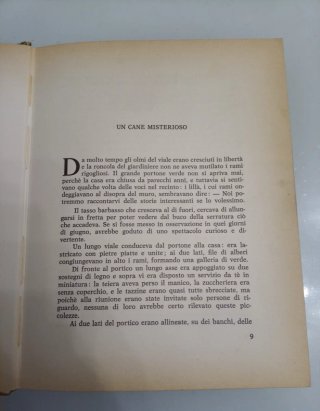 UN CANE MISTERIOSO
Da molto tempo gli olmi del viale erano cresciuti in libertà
e la roncola del giardiniere non ne aveva mutilato i rami
rigogliosi. Il grande portone verde non si apriva mai,
perchè la casa era chiusa da parecchi anni, e tuttavia si senti-
vano qualche volta delle voci nel recinto: i lillà, i cui rami on-
deggiavano al disopra del muro, sembravano dire: — Noi po-
tremmo raccontarvi delle storie interessanti se lo volessimo.
Il tasso barbasso che cresceva al di fuori, cercava di allun-
garsi in fretta per poter vedere dal buco della serratura ciò
che accadeva. Se si fosse messo in osservazione in quei giorni
di giugno, avrebbe goduto di uno spettacolo curioso e di-
vertente.
Un lungo viale conduceva dal portone alla casa: era la-
stricato con pietre piatte e unite; ai due lati, file di alberi
congiungevano in alto i rami, formando una galleria di verde.
Di fronte al portico un lungo asse era appoggiato su due
sostegni di legno e sopra vi era disposto un servizio da tè in
miniatura: la teiera aveva perso il manico, la zuccheriera era
senza coperchio, e le tazzine erano quasi tutte sbreccate, ma
poichè alla riunione erano state invitate solo persone di ri-
guardo, nessuna di loro avrebbe certo rilevato queste pic-
colezze.
Ai due lati del portico erano allineate, su dei banchi, delle
9